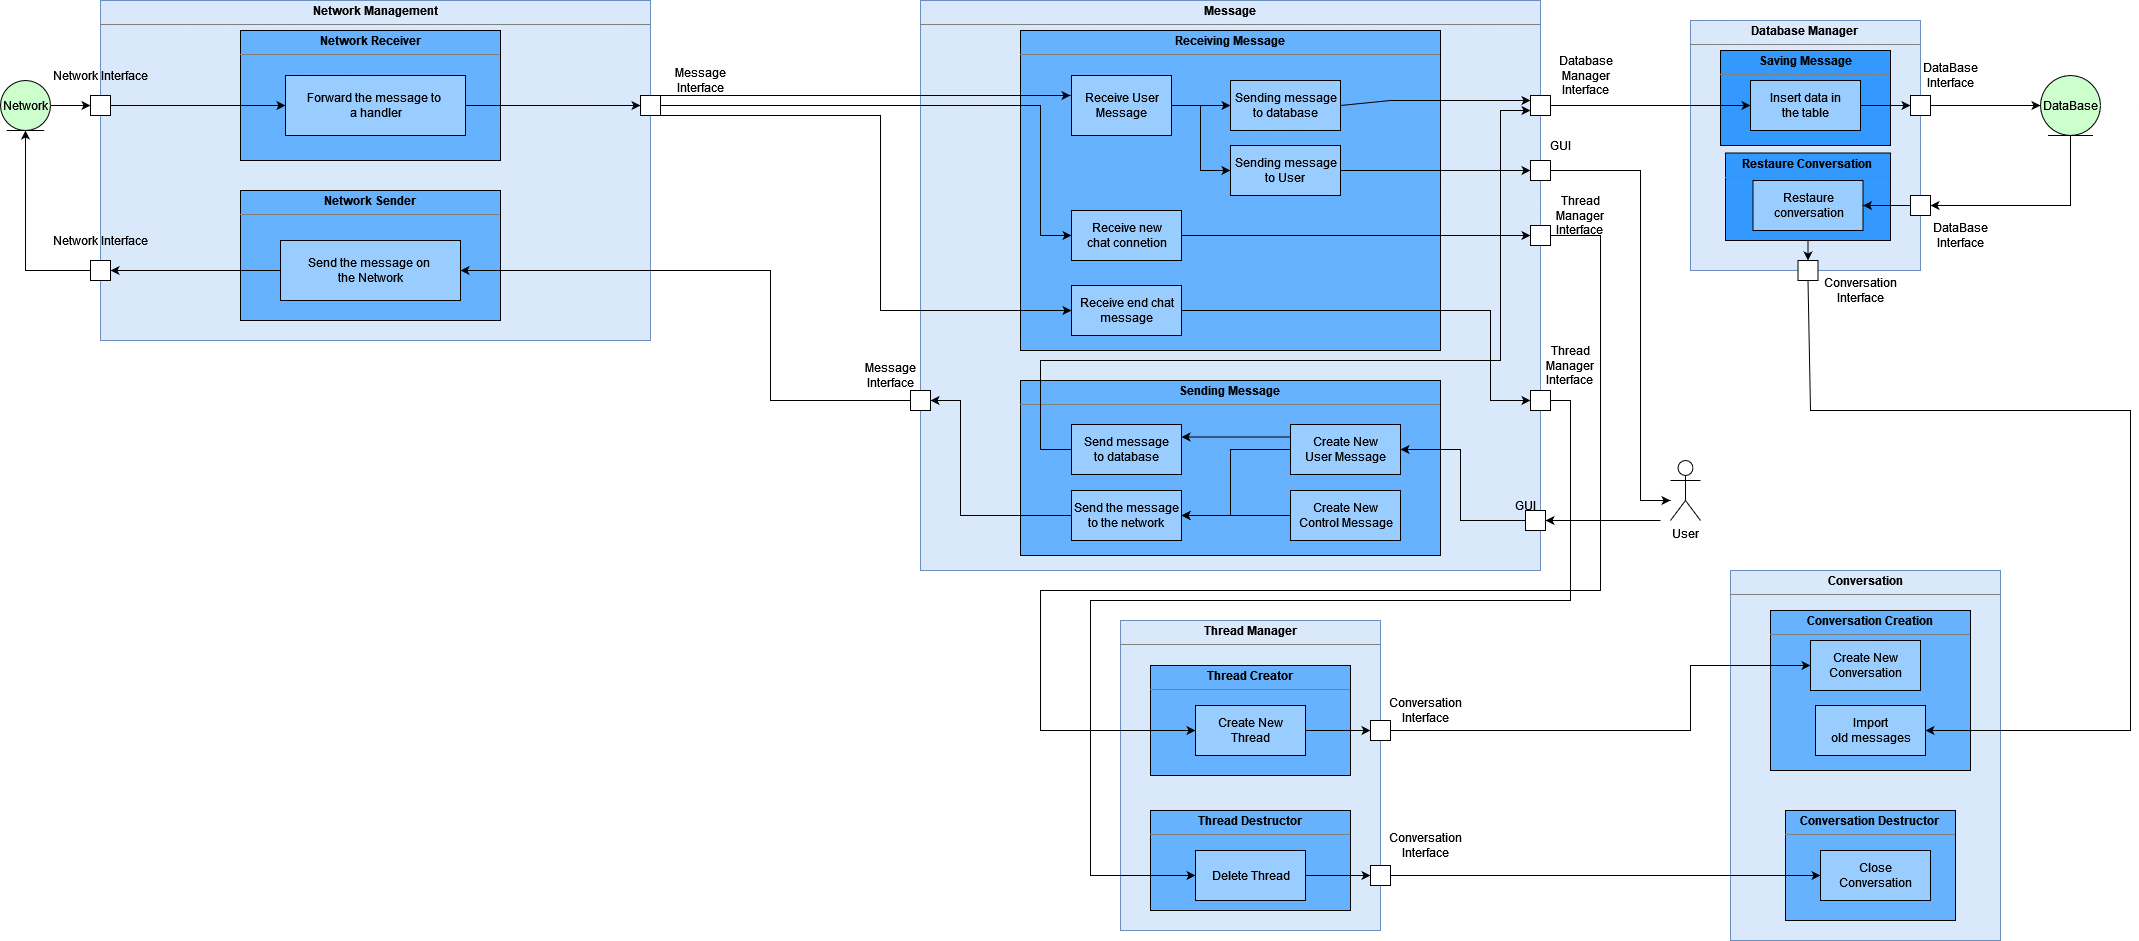 Network Management
Network Receiver
Network Interface
Network
Forward the message to
a handler
Network Sender
Network Interface
Send the message on
the Network
Message
Interface
Message
Receiving Message
Receive User
Message
Sending message
to database
Sending message
to User
Receive new
chat connetion
Receive end chat
message
Message
Interface
Sending Message
Send message
to database
Create New
User Message
Send the message
to the network
Create New
Control Message
Database
Manager
Interface
GUI
Thread
Manager
Interface
Thread
Manager
Interface
GUI
User
Database Manager
Saving Message
Insert data in
the table
Restaure Conversation
Restaure
conversation
DataBase
Interface
DataBase
DataBase
Interface
Conversation
Interface
Thread Manager
Thread Creator
Create New
Thread
Conversation
Interface
Thread Destructor
Delete Thread
Conversation
Interface
Conversation
Conversation Creation
Create New
Conversation
Import
old messages
Conversation Destructor
Close
Conversation